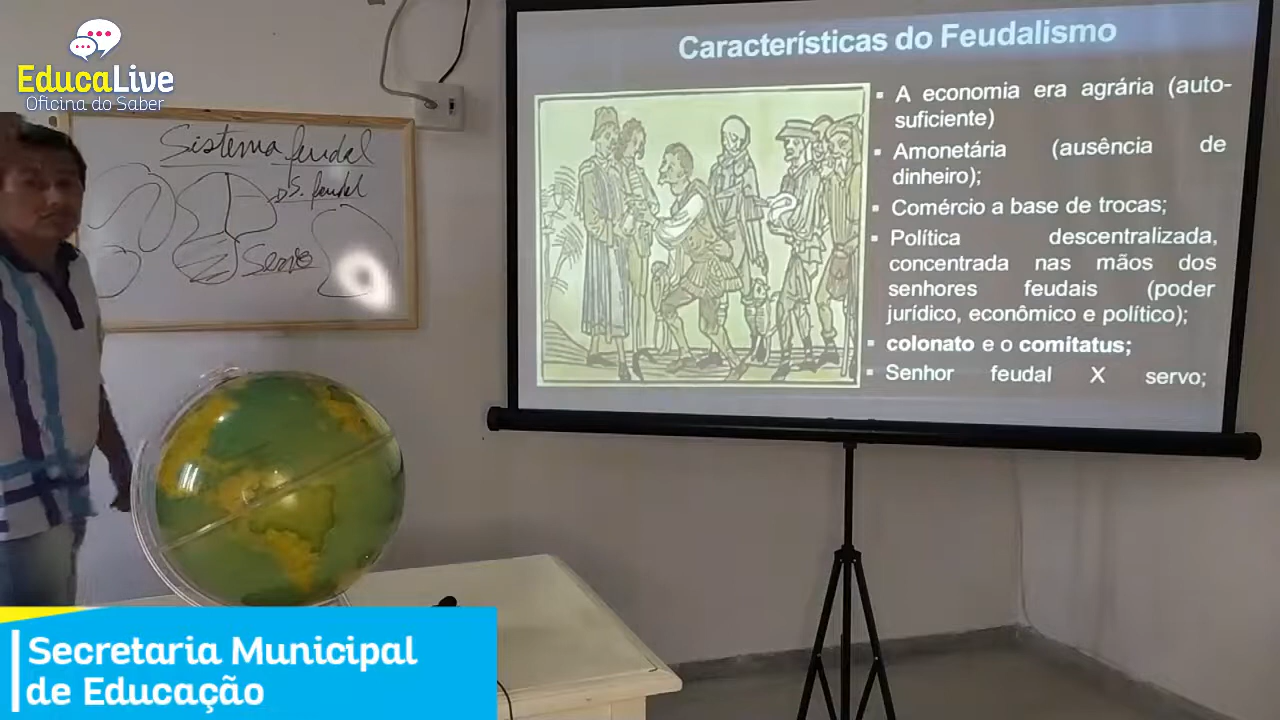 EducaLive
Oficina do Saber
Sistema feudal
S. feudal
Servo
Características do Feudalismo
▪ A economia era agrária (auto-
suficiente)
▪ Amonetária (ausência de
dinheiro);
▪ Comércio a base de trocas;
▪ Política descentralizada,
concentrada nas mãos dos
senhores feudais (poder
jurídico, econômico e político);
▪ colonato e o comitatus;
▪ Senhor feudal X servo;
Secretaria Municipal
de Educação